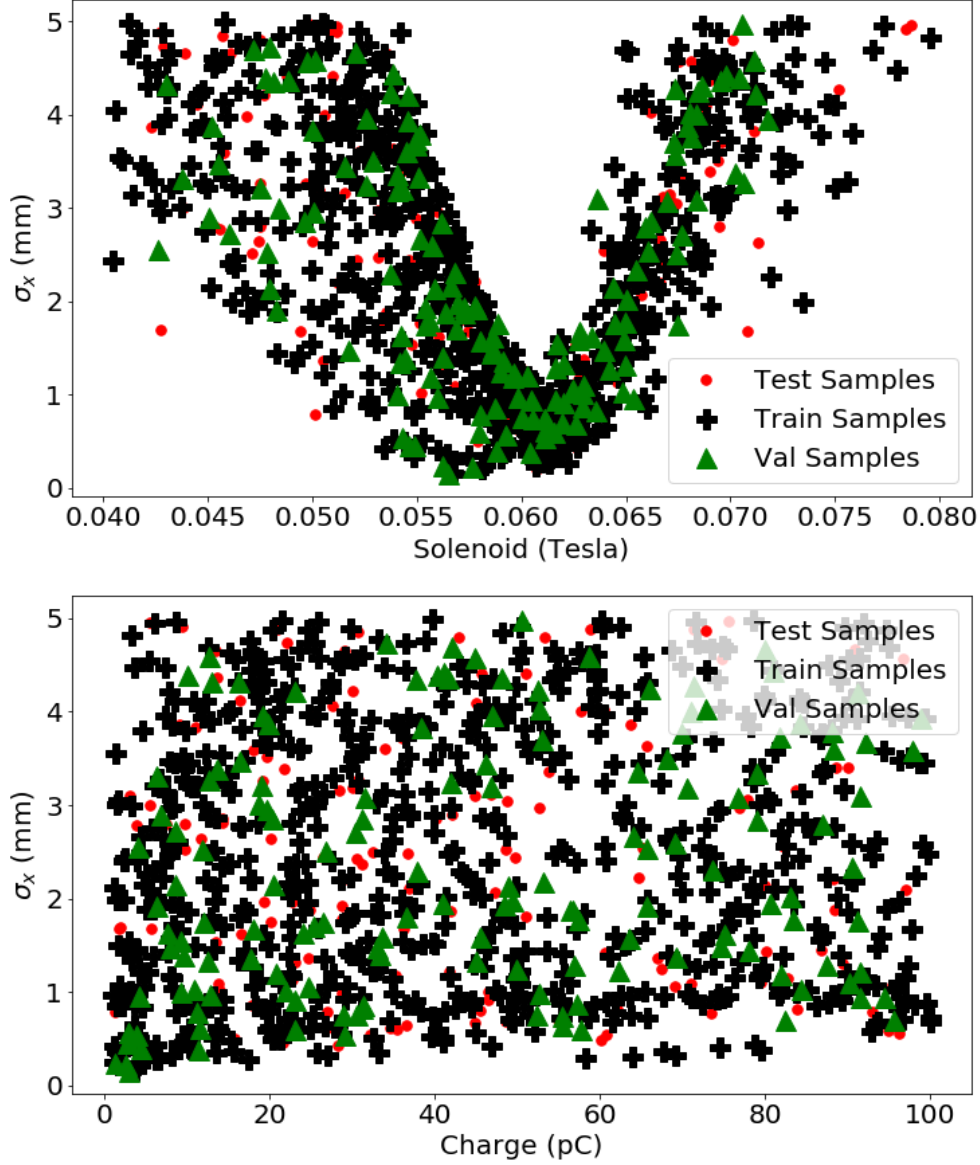 5
4
3
2
1
0
σx (mm)
0.040 0.045 0.050 0.055 0.060 0.065 0.070 0.075 0.080
Solenoid (Tesla)
Test Samples
Train Samples
Val Samples
5
4
3
2
1
0
σx (mm)
0 20 40 60 80 100
Charge (pC)
Test Samples
Train Samples
Val Samples